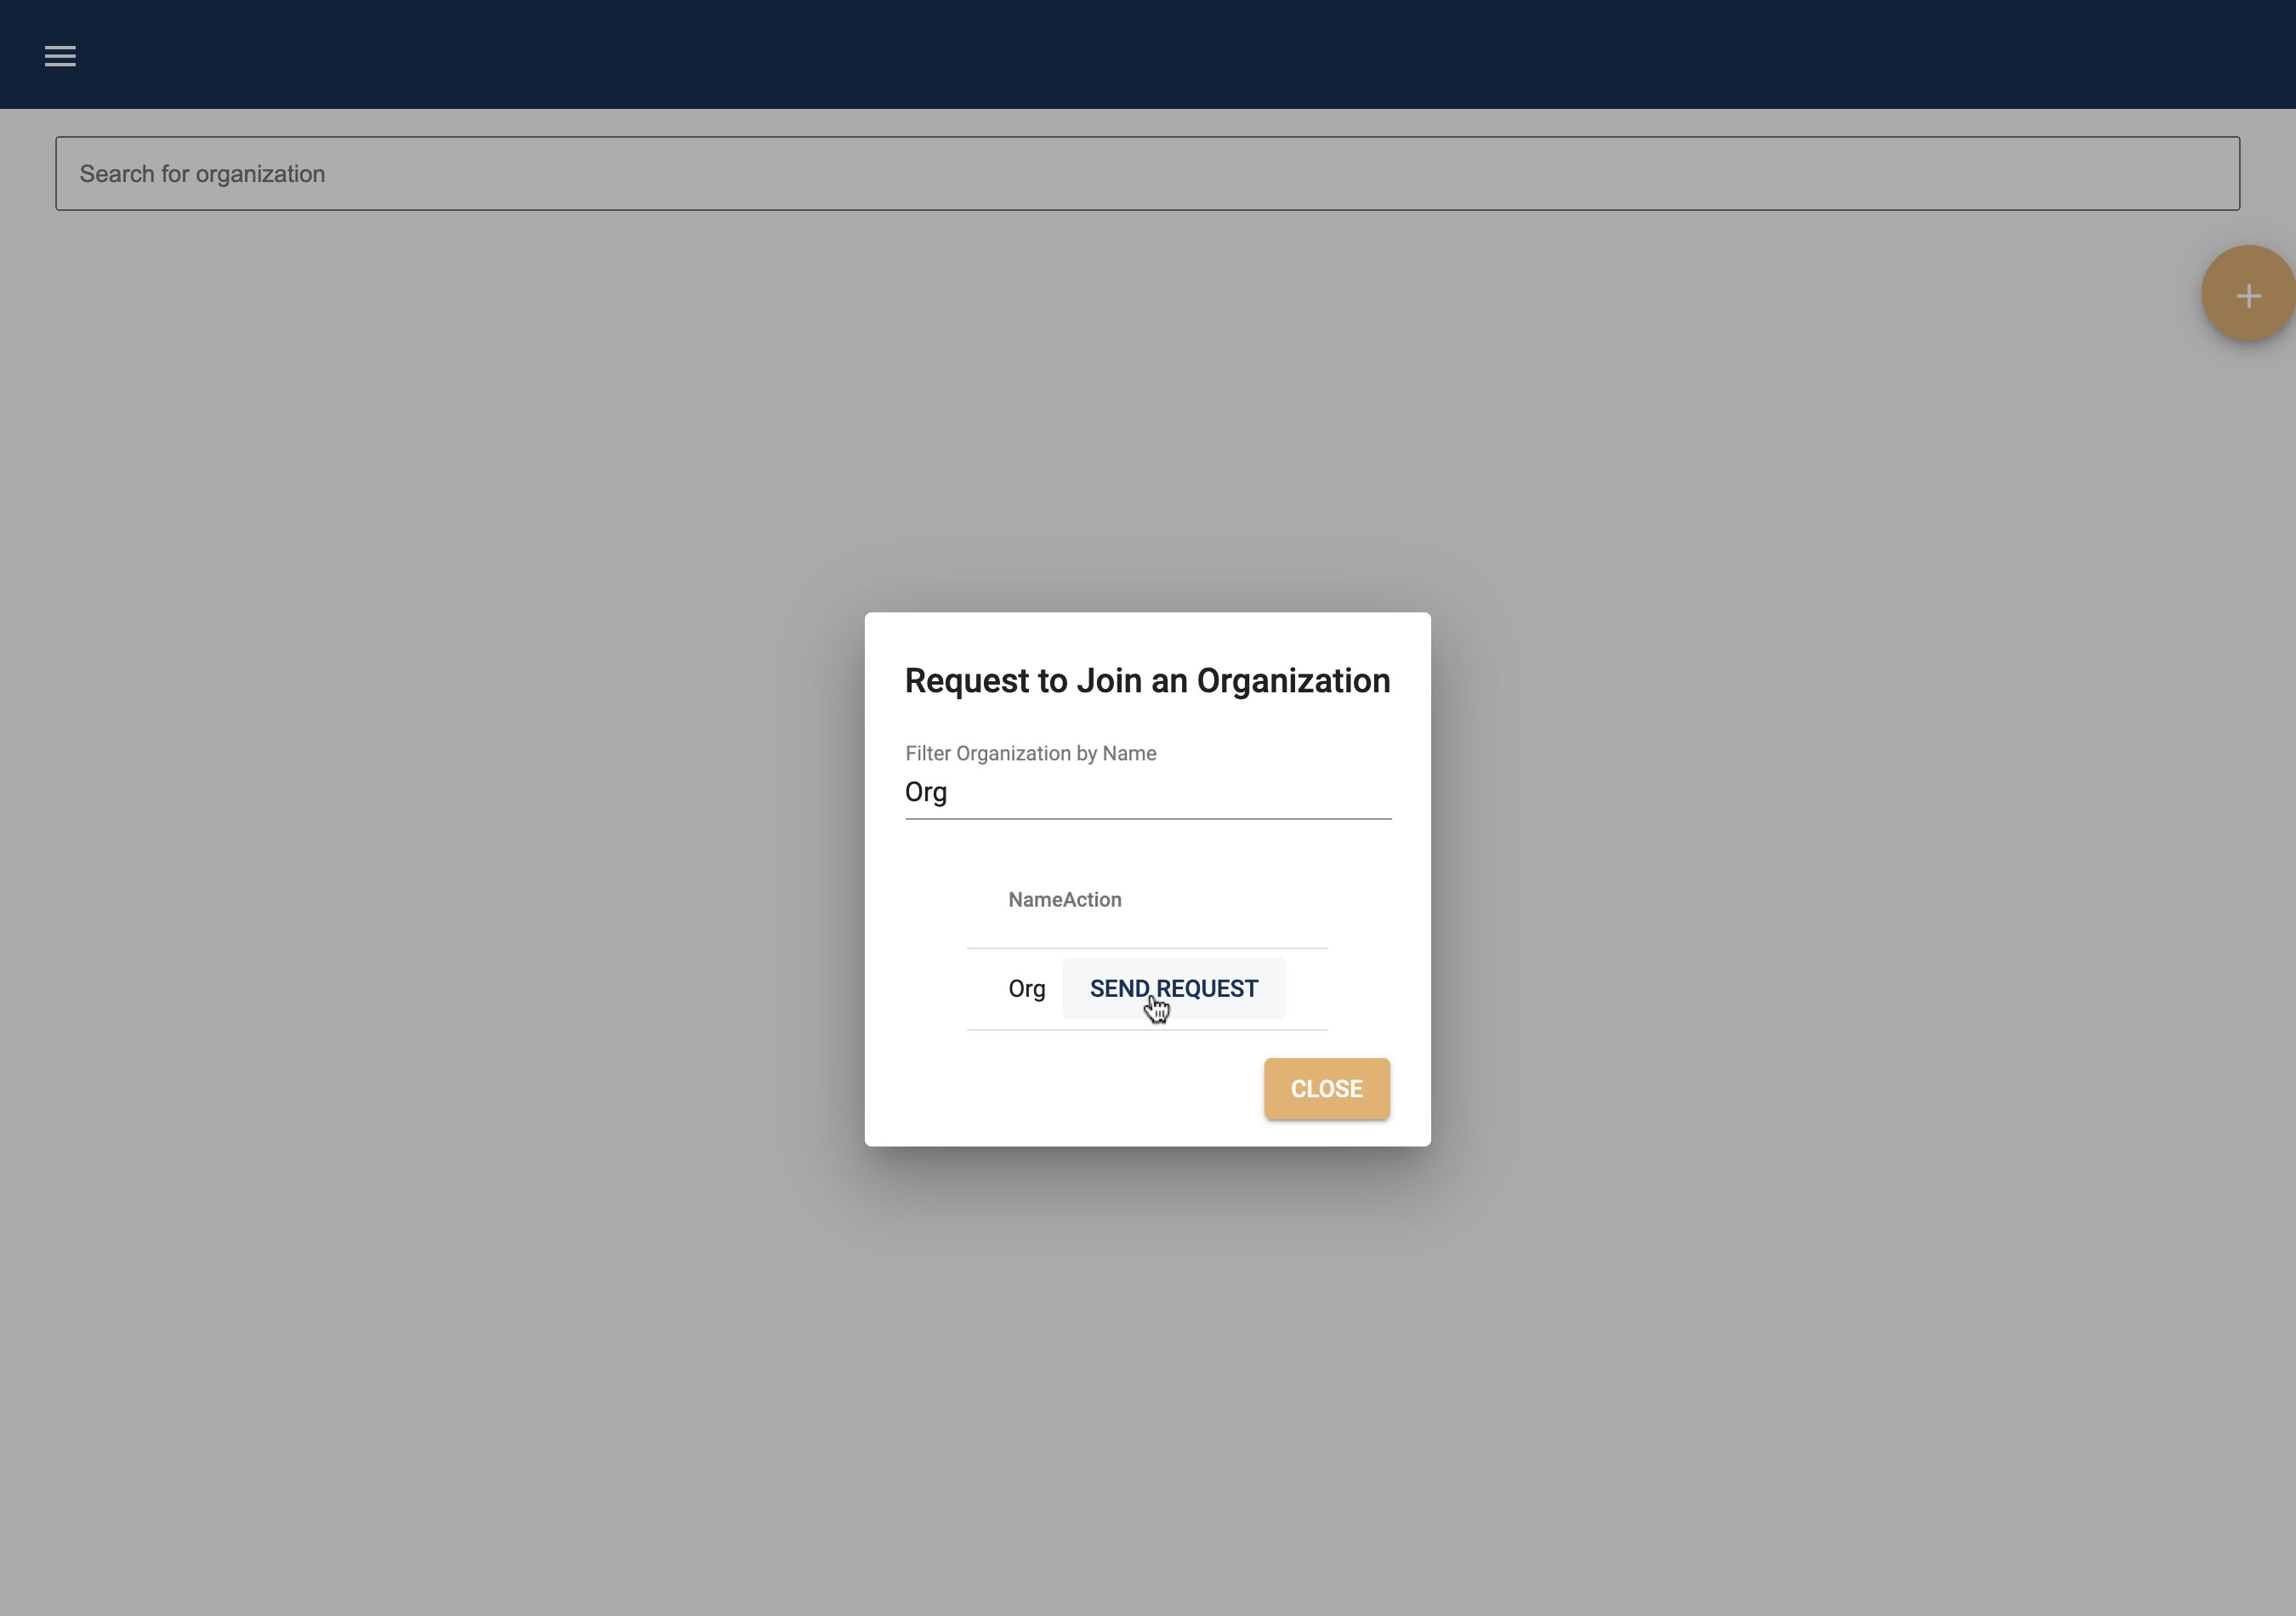 Search for organization
+
Request to Join an Organization
Filter Organization by Name
Org
NameAction
Org SEND REQUEST
CLOSE